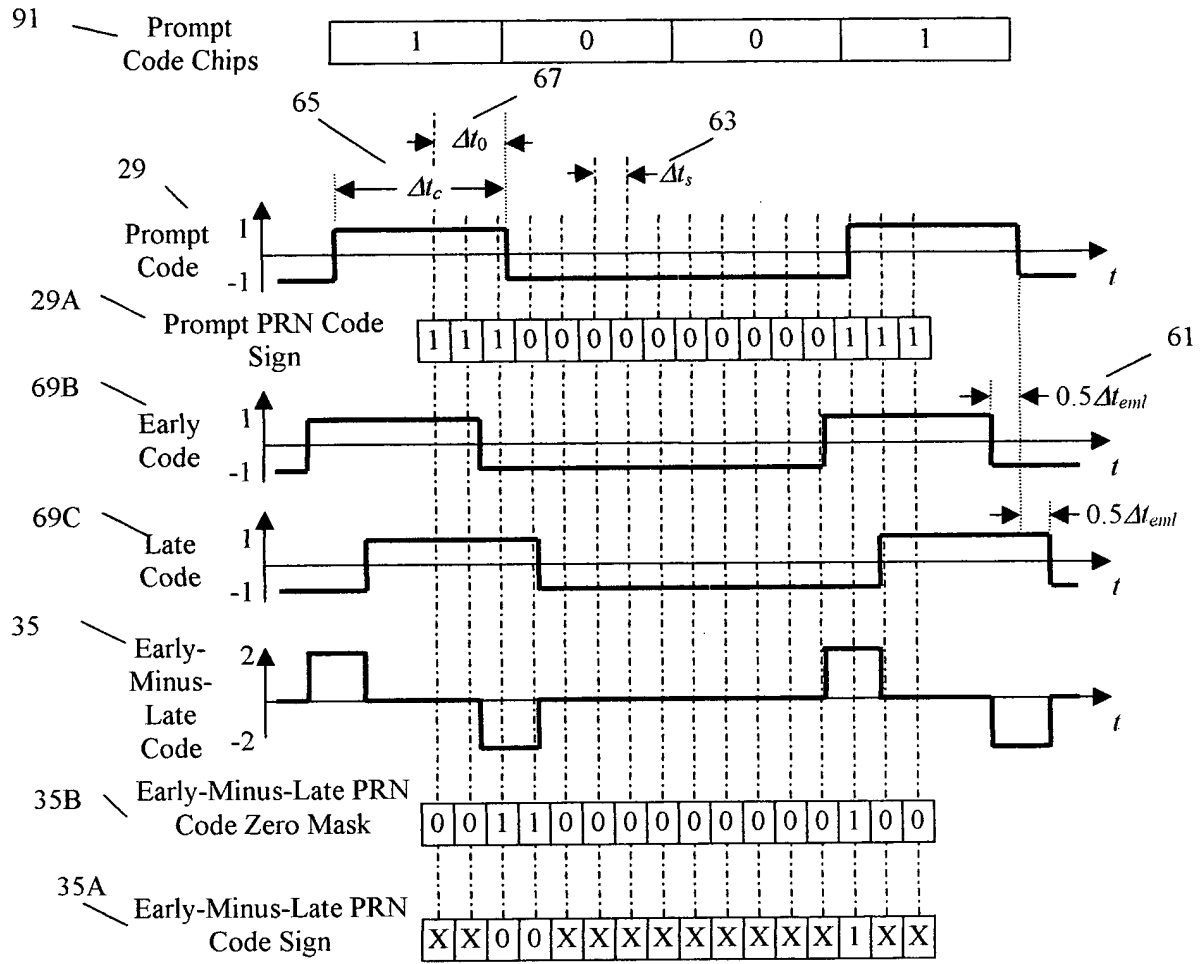 91
Prompt
Code Chips
1 0 0 1
67
65
63
Δt0
Δts
29
Δtc
Prompt
Code
1
-1
t
29A
Prompt PRN Code
Sign
1 1 1 0 0 0 0 0 0 0 0 0 0 1 1 1
61
69B
Early
Code
1
-1
0.5Δteml
t
69C
Late
Code
1
-1
0.5Δteml
t
35
Early-
Minus-
Late
Code
2
-2
t
35B
Early-Minus-Late PRN
Code Zero Mask
0 0 1 1 0 0 0 0 0 0 0 0 0 1 0 0
35A
Early-Minus-Late PRN
Code Sign
X X 0 0 X X X X X X X X X 1 X X